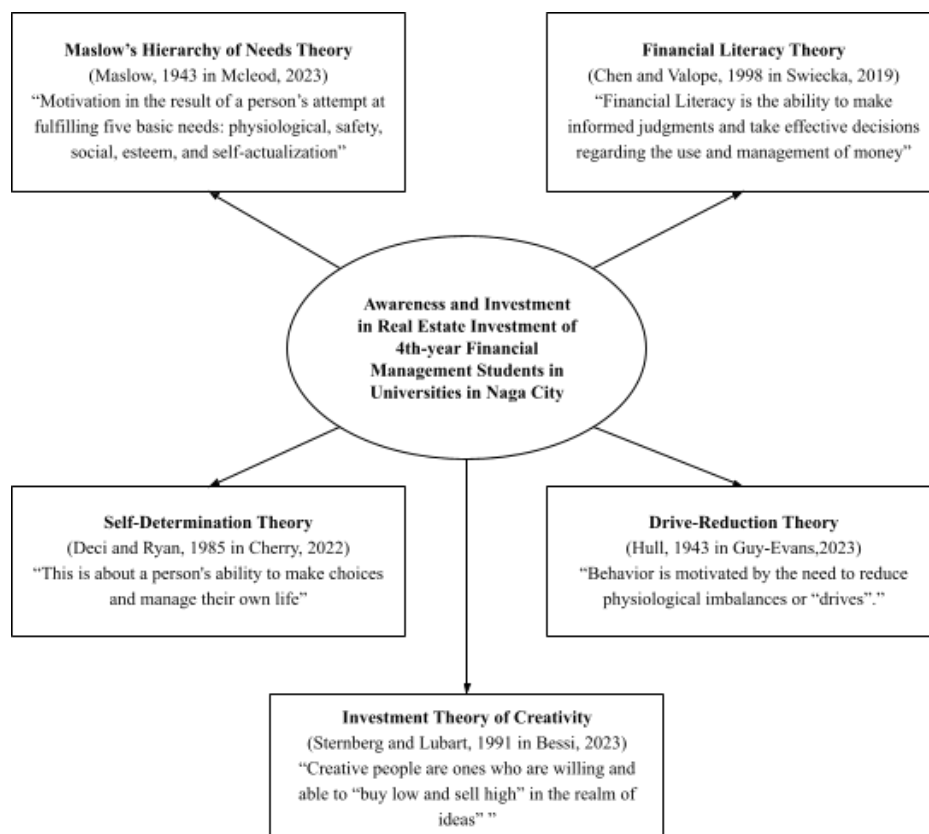 Maslow's Hierarchy of Needs Theory
(Maslow, 1943 in Mcleod, 2023)
“Motivation in the result of a person's attempt at
fulfilling five basic needs: physiological, safety,
social, esteem, and self-actualization”
Financial Literacy Theory
(Chen and Valope, 1998 in Swiecka, 2019)
“Financial Literacy is the ability to make
informed judgments and take effective decisions
regarding the use and management of money”
Awareness and Investment
in Real Estate Investment of
4th-year Financial
Management Students in
Universities in Naga City
Self-Determination Theory
(Deci and Ryan, 1985 in Cherry, 2022)
“This is about a person's ability to make choices
and manage their own life”
Drive-Reduction Theory
(Hull, 1943 in Guy-Evans,2023)
“Behavior is motivated by the need to reduce
physiological imbalances or “drives”.”
Investment Theory of Creativity
(Sternberg and Lubart, 1991 in Bessi, 2023)
“Creative people are ones who are willing and
able to “buy low and sell high” in the realm of
ideas” ”